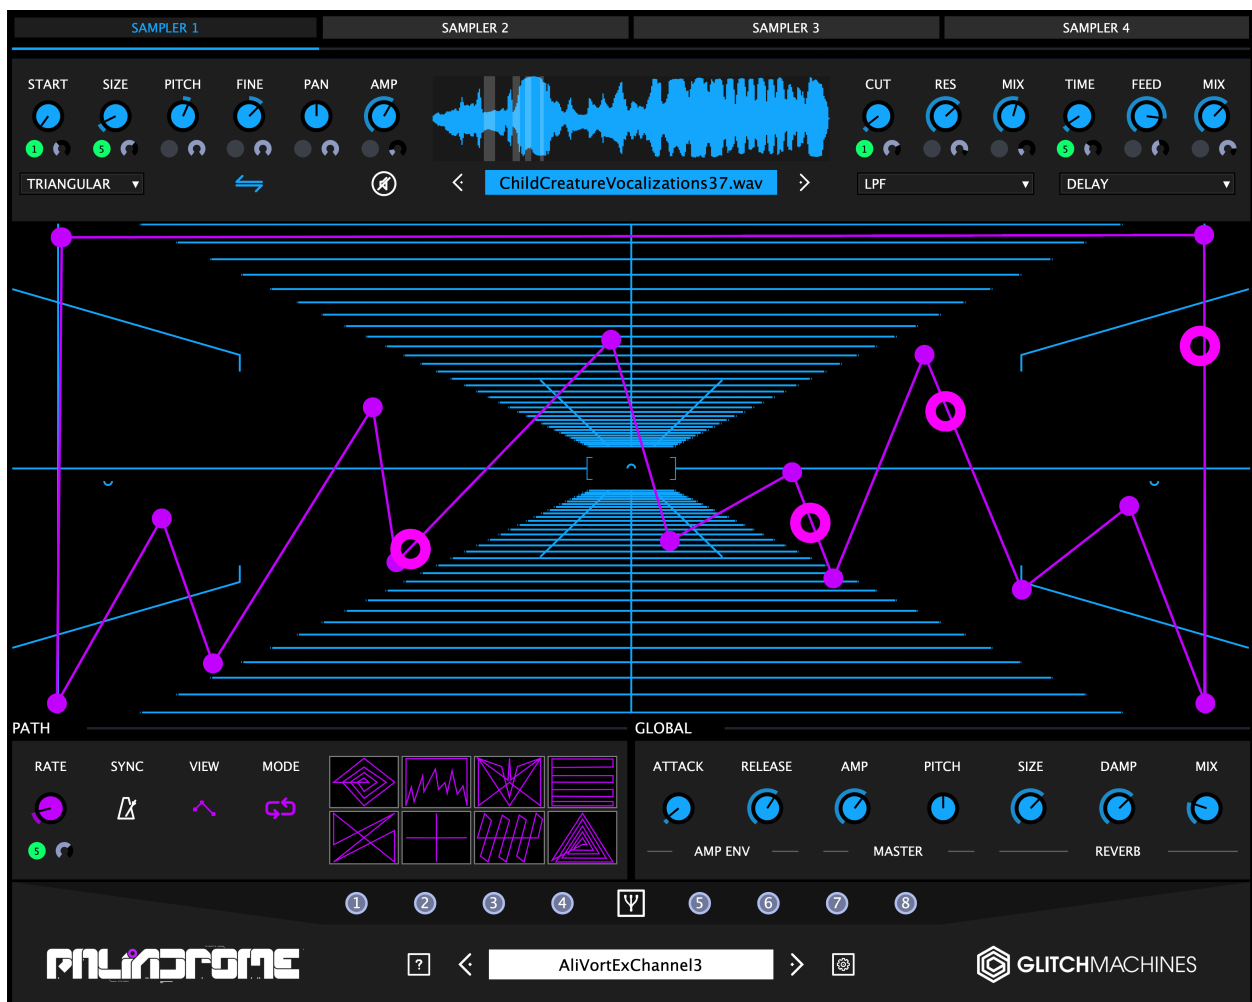 SAMPLER 1 SAMPLER 2 SAMPLER 3 SAMPLER 4
START SIZE PITCH FINE PAN AMP CUT RES MIX TIME FEED MIX
1 5 1 5
TRIANGULAR ChildCreatureVocalizations37.wav LPF DELAY
PATH GLOBAL
RATE SYNC VIEW MODE ATTACK RELEASE AMP PITCH SIZE DAMP MIX
5 AMP ENV MASTER REVERB
1 2 3 4 5 6 7 8
PALINDROME ? AliVortExChannel3 GLITCHMACHINES